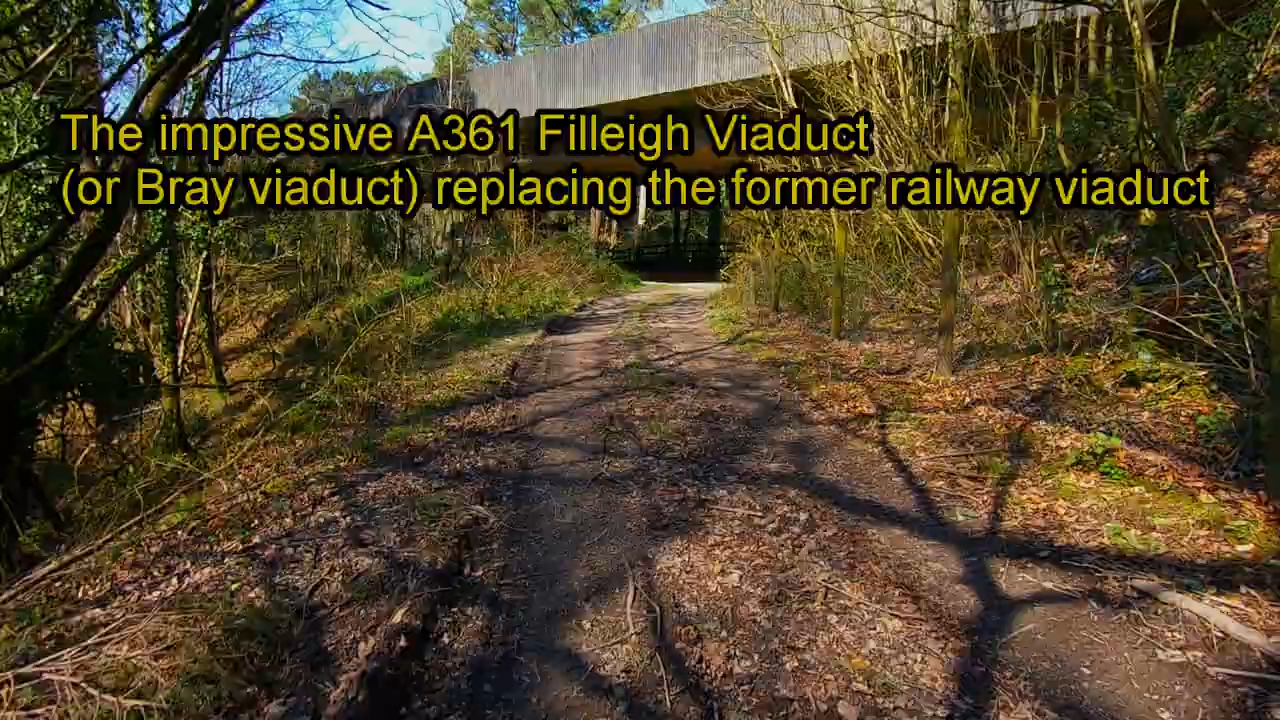 The impressive A361 Filleigh Viaduct
(or Bray viaduct) replacing the former railway viaduct